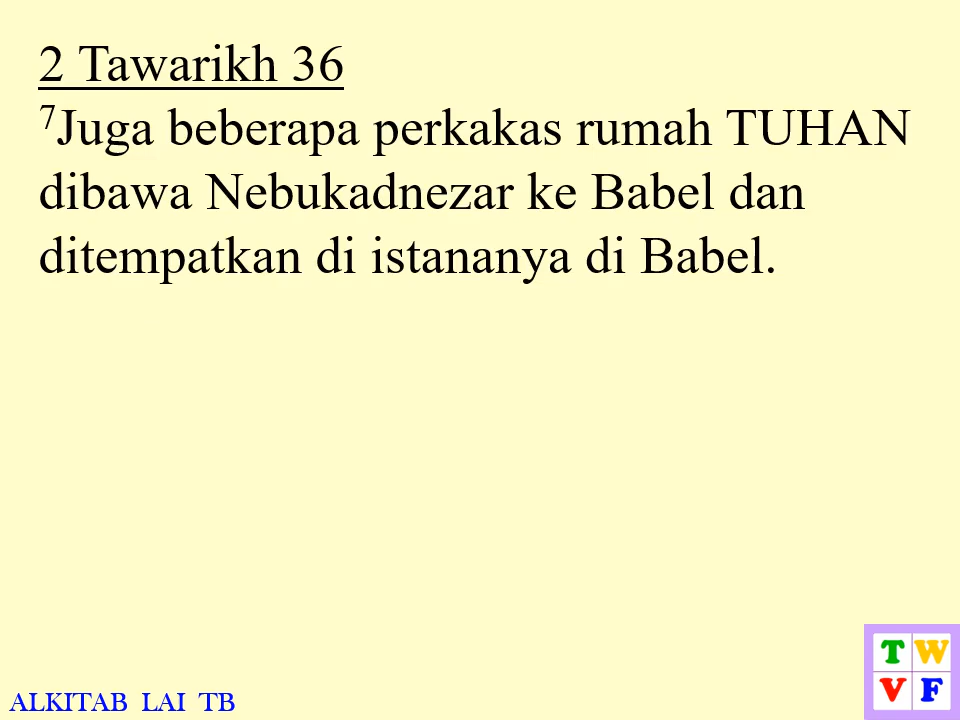 2 Tawarikh 36
7Juga beberapa perkakas rumah TUHAN
dibawa Nebukadnezar ke Babel dan
ditempatkan di istananya di Babel.
ALKITAB LAI TB
T W
V F